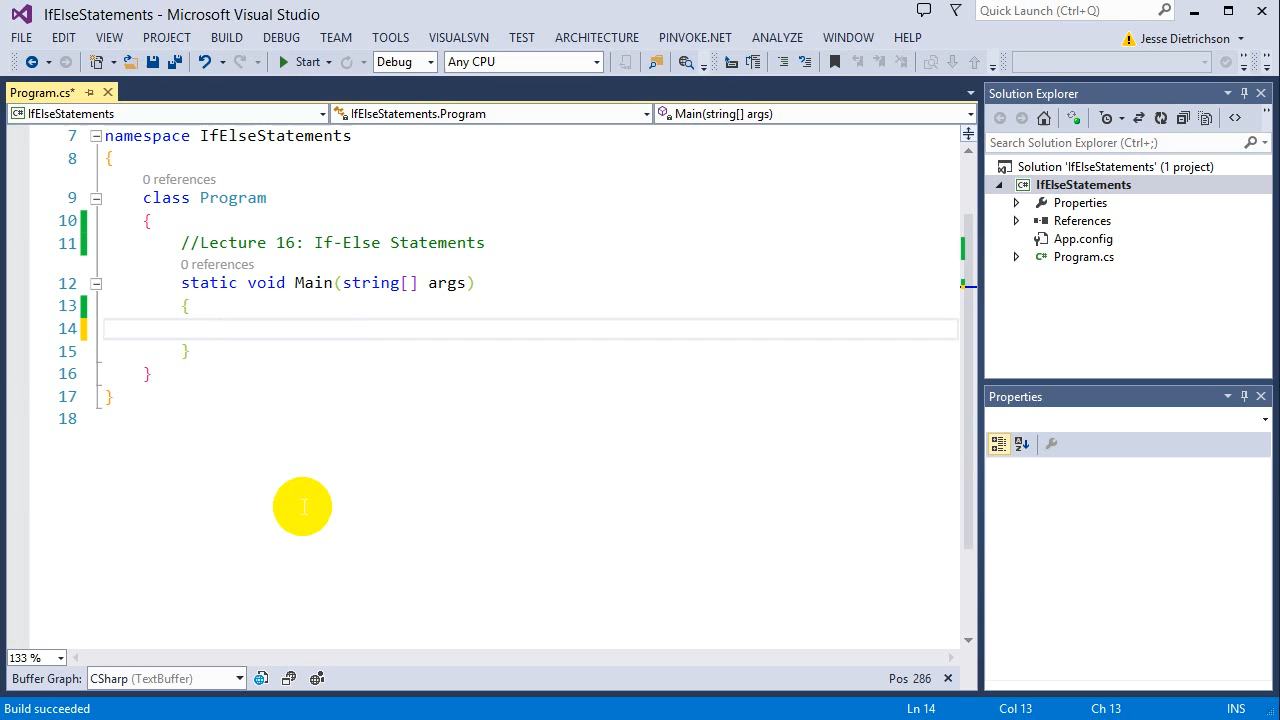 IfElseStatements - Microsoft Visual Studio
Quick Launch (Ctrl+Q)
FILE EDIT VIEW PROJECT BUILD DEBUG TEAM TOOLS VISUALSVN TEST ARCHITECTURE PINVOKE.NET ANALYZE WINDOW HELP
Jesse Dietrichson
Start Debug Any CPU
Program.cs*
IfElseStatements IfElseStatements.Program Main(string[] args)
7 namespace IfElseStatements
8 {
0 references
9 class Program
10 {
11 //Lecture 16: If-Else Statements
0 references
12 static void Main(string[] args)
13 {
14
15 }
16 }
17 }
18
133 %
Buffer Graph: CSharp (TextBuffer) Pos 286
Build succeeded Ln 14 Col 13 Ch 13 INS
Solution Explorer
Search Solution Explorer (Ctrl+;)
Solution 'IfElseStatements' (1 project)
C# IfElseStatements
Properties
References
App.config
C# Program.cs
Properties